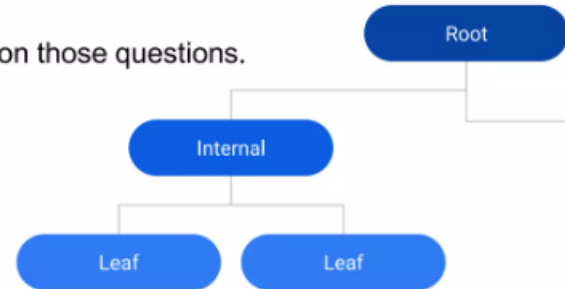 Root
on those questions.
Internal
Leaf
Leaf